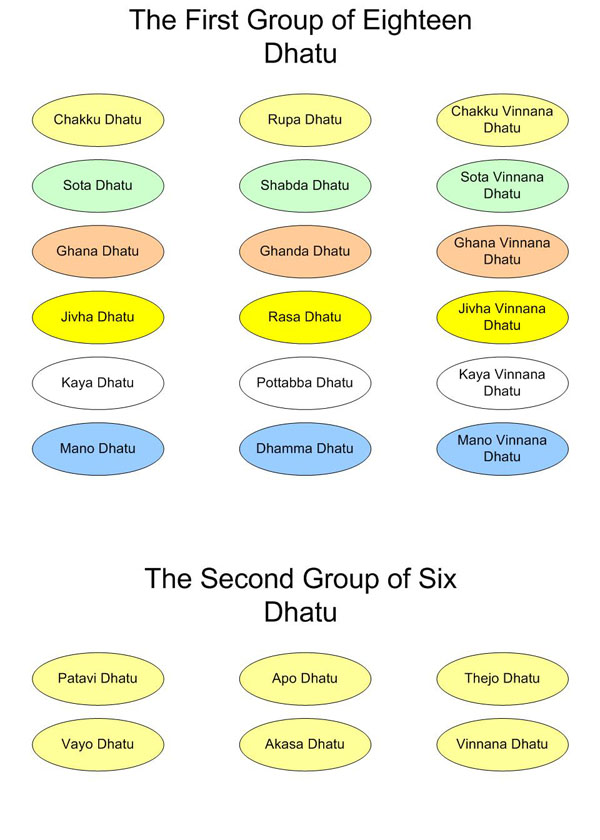 The First Group of Eighteen
Dhatu
Chakku Dhatu
Rupa Dhatu
Chakku Vinnana
Dhatu
Sota Dhatu
Shabda Dhatu
Sota Vinnana
Dhatu
Ghana Dhatu
Ghanda Dhatu
Ghana Vinnana
Dhatu
Jivha Dhatu
Rasa Dhatu
Jivha Vinnana
Dhatu
Kaya Dhatu
Pottabba Dhatu
Kaya Vinnana
Dhatu
Mano Dhatu
Dhamma Dhatu
Mano Vinnana
Dhatu
The Second Group of Six
Dhatu
Patavi Dhatu
Apo Dhatu
Thejo Dhatu
Vayo Dhatu
Akasa Dhatu
Vinnana Dhatu